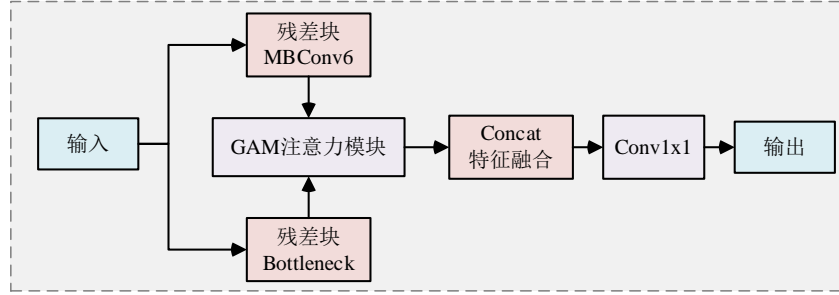 残差块
MBConv6
输入
GAM注意力模块
Concat
特征融合
Conv1x1
输出
残差块
Bottleneck